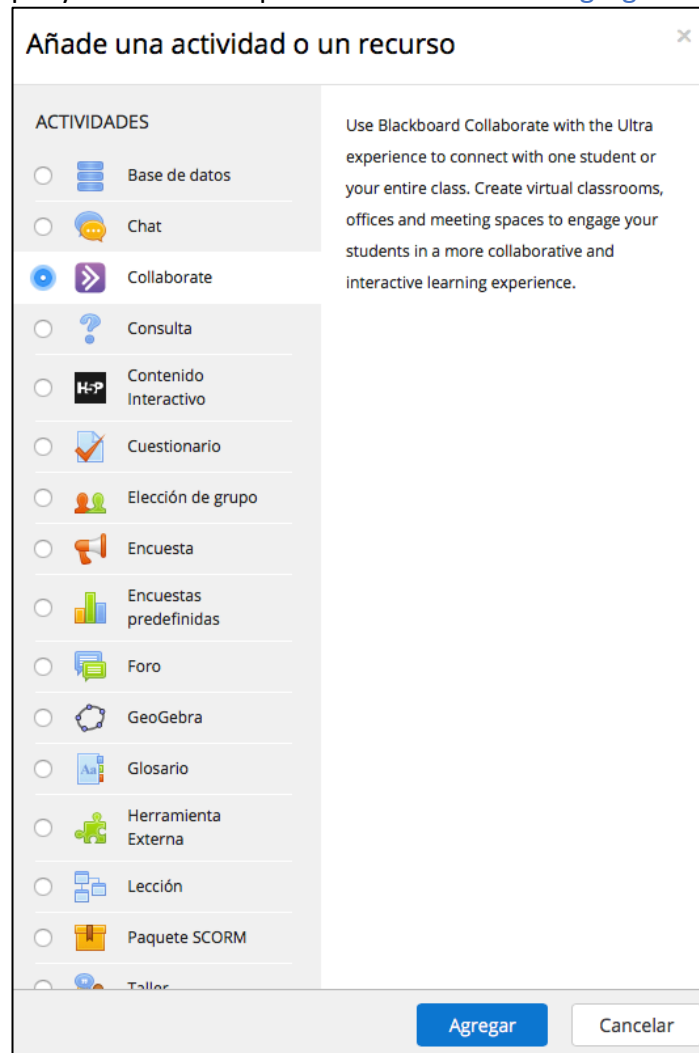 Añade una actividad o un recurso
×
ACTIVIDADES
Base de datos
Chat
Collaborate
Consulta
H-P
Contenido
Interactivo
Cuestionario
Elección de grupo
Encuesta
Encuestas
predefinidas
Foro
GeoGebra
Aa
Glosario
Herramienta
Externa
Lección
Paquete SCORM
Taller
Use Blackboard Collaborate with the Ultra
experience to connect with one student or
your entire class. Create virtual classrooms,
offices and meeting spaces to engage your
students in a more collaborative and
interactive learning experience.
Agregar
Cancelar